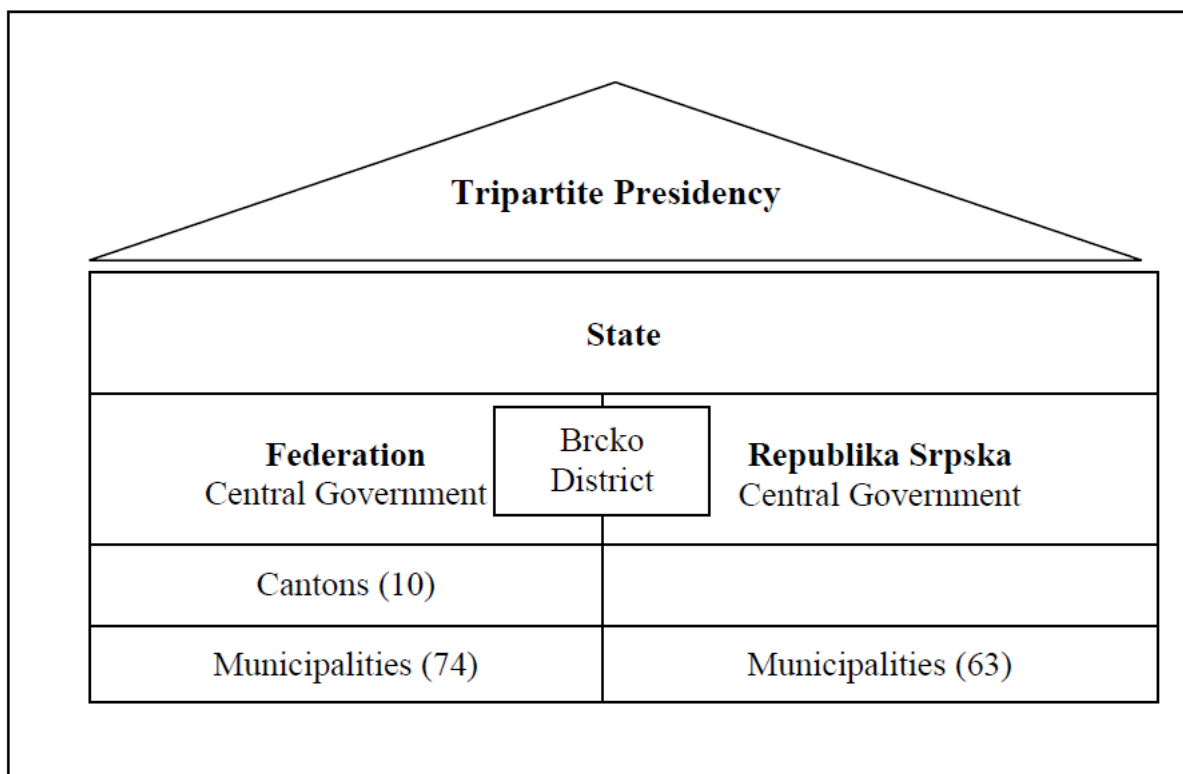 Tripartite Presidency
State
Federation
Central Government
Brcko
District
Republika Srpska
Central Government
Cantons (10)
Municipalities (74)
Municipalities (63)